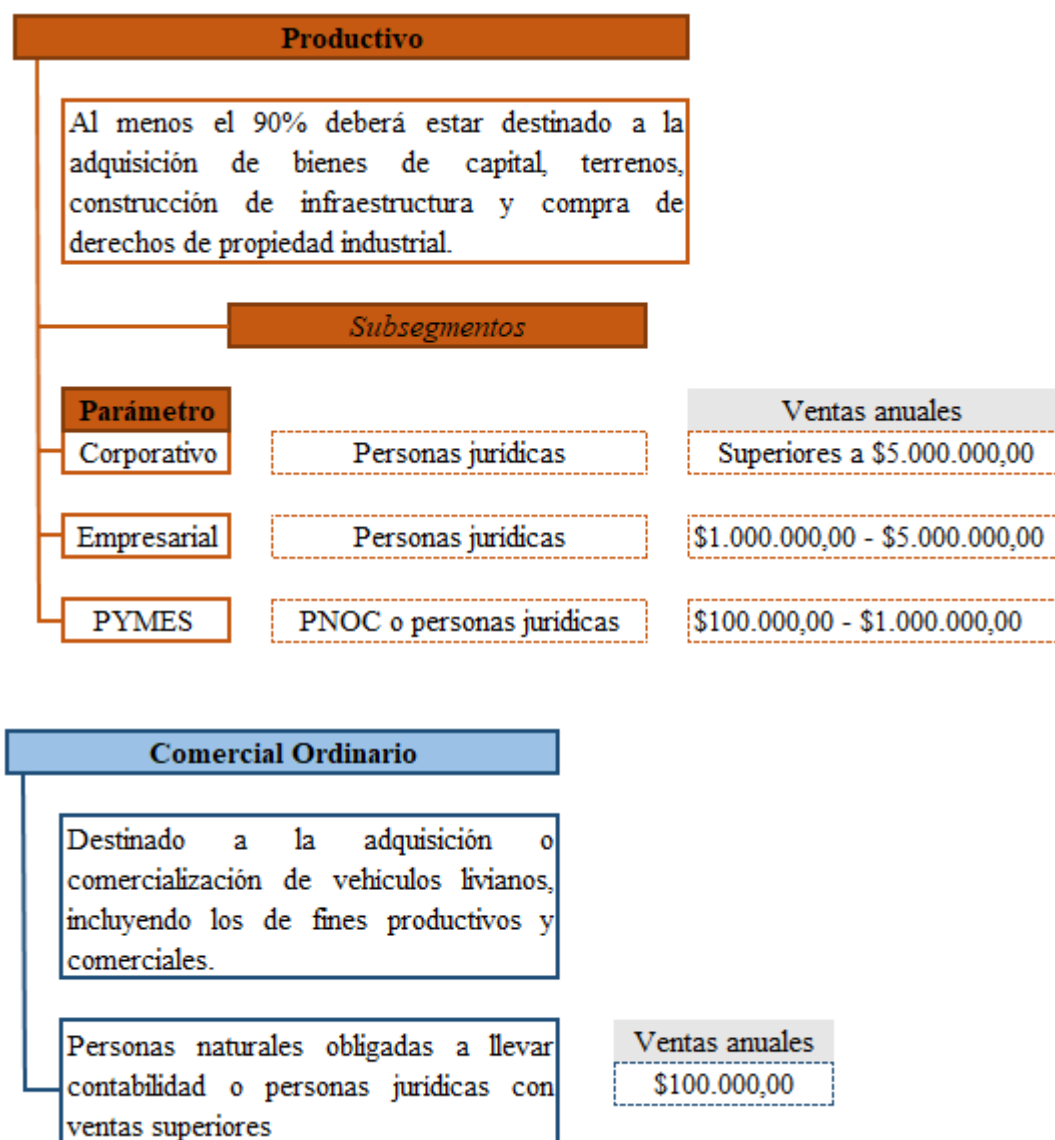 Productivo
Al menos el 90% deberá estar destinado a la
adquisición de bienes de capital, terrenos,
construcción de infraestructura y compra de
derechos de propiedad industrial.
Subsegmentos
Parámetro
Ventas anuales
Corporativo
Personas jurídicas
Superiores a $5.000.000,00
Empresarial
Personas jurídicas
$1.000.000,00 - $5.000.000,00
PYMES
PNOC o personas jurídicas
$100.000,00 - $1.000.000,00
Comercial Ordinario
Destinado a la adquisición o
comercialización de vehículos livianos,
incluyendo los de fines productivos y
comerciales.
Personas naturales obligadas a llevar
contabilidad o personas jurídicas con
ventas superiores
Ventas anuales
$100.000,00